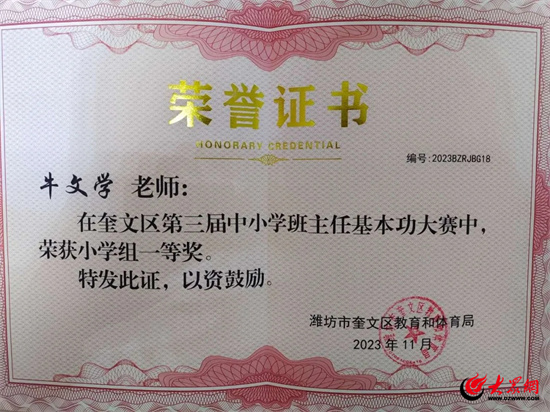 荣誉证书
HONORARY CREDENTIAL
编号:2023BZRJBG18
牛文学 老师:
在奎文区第三届中小学班主任基本功大赛中,
荣获小学组一等奖。
特发此证,以资鼓励。
潍坊市奎文区教育和体育局
2023年11月
大众网
www.dzwww.com